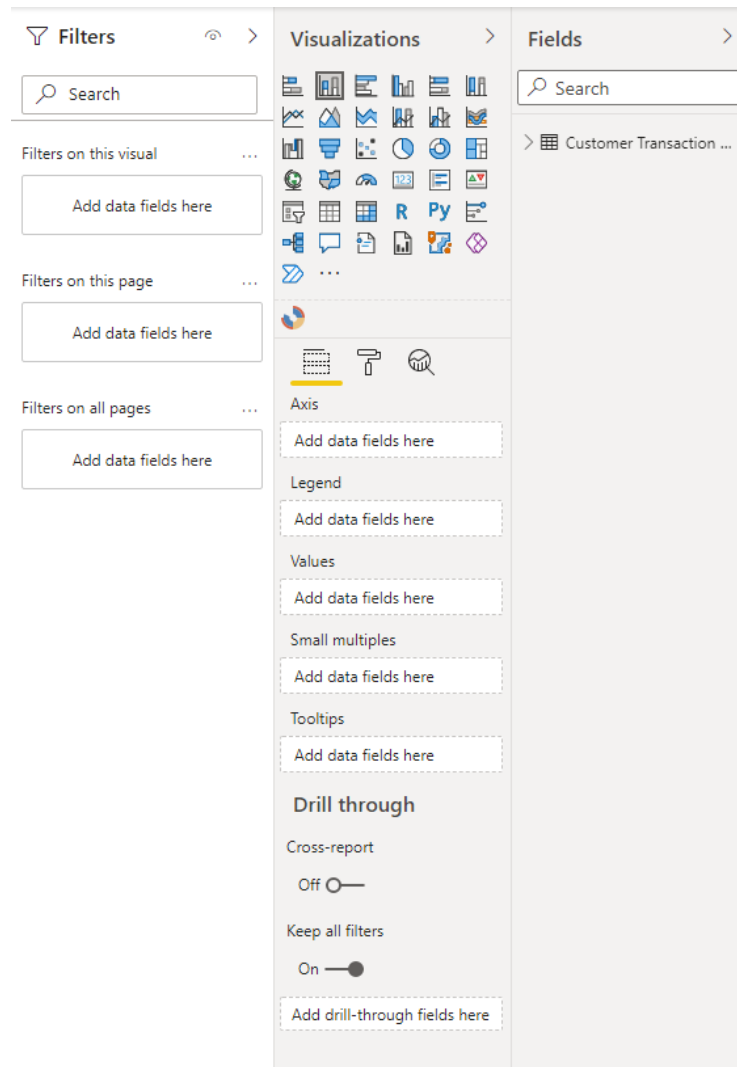 Filters
Search
Filters on this visual
...
Add data fields here
Filters on this page
...
Add data fields here
Filters on all pages
...
Add data fields here
Visualizations
123
R
Py
...
Axis
Add data fields here
Legend
Add data fields here
Values
Add data fields here
Small multiples
Add data fields here
Tooltips
Add data fields here
Drill through
Cross-report
Off
Keep all filters
On
Add drill-through fields here
Fields
Search
Customer Transaction ...